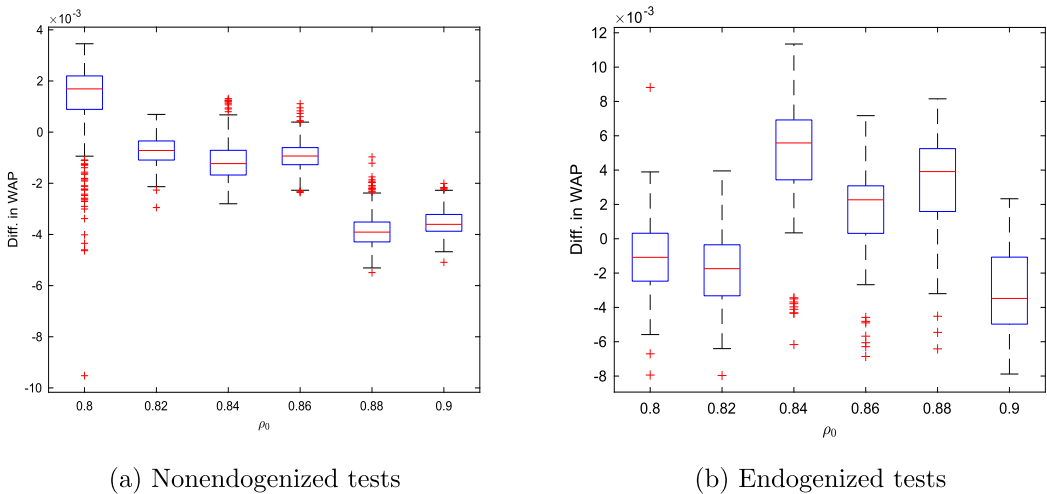 ×10⁻³
4
2
0
-2
-4
-6
-8
-10
Diff. in WAP
0.8 0.82 0.84 0.86 0.88 0.9
ρ₀
(a) Nonendogenized tests
×10⁻³
12
10
8
6
4
2
0
-2
-4
-6
-8
Diff. in WAP
0.8 0.82 0.84 0.86 0.88 0.9
ρ₀
(b) Endogenized tests